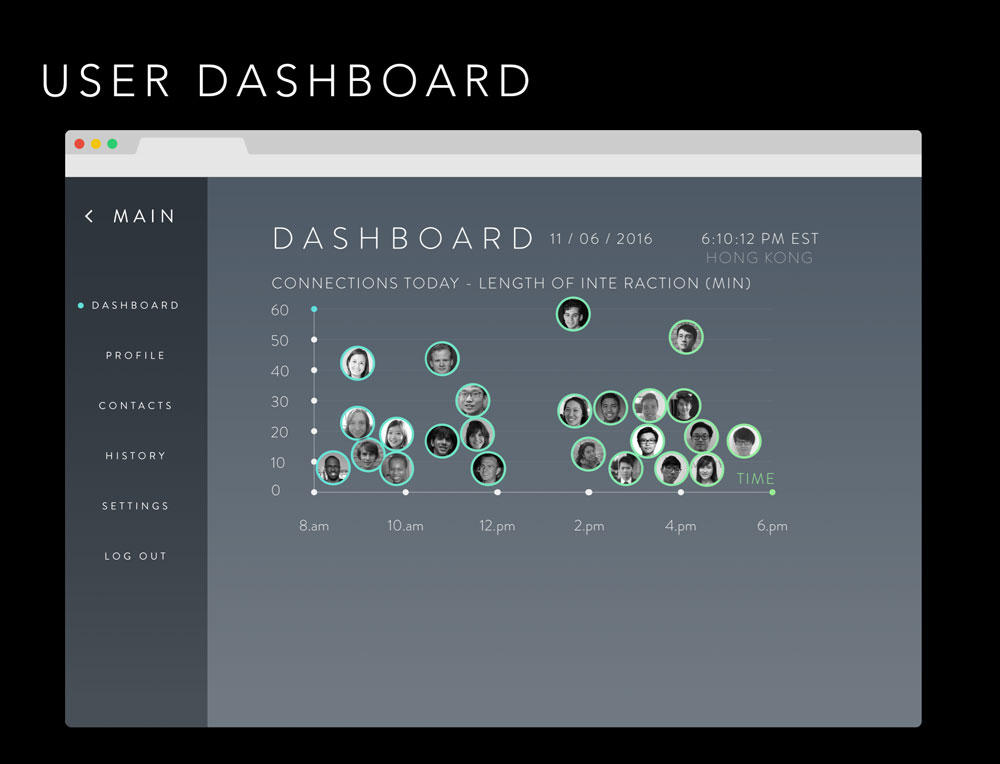 USER DASHBOARD
MAIN
DASHBOARD
PROFILE
CONTACTS
HISTORY
SETTINGS
LOG OUT
DASHBOARD 11 / 06 / 2016 6:10:12 PM EST
HONG KONG
CONNECTIONS TODAY - LENGTH OF INTE RACTION (MIN)
60
50
40
30
20
10
0
TIME
8.am 10.am 12.pm 2.pm 4.pm 6.pm